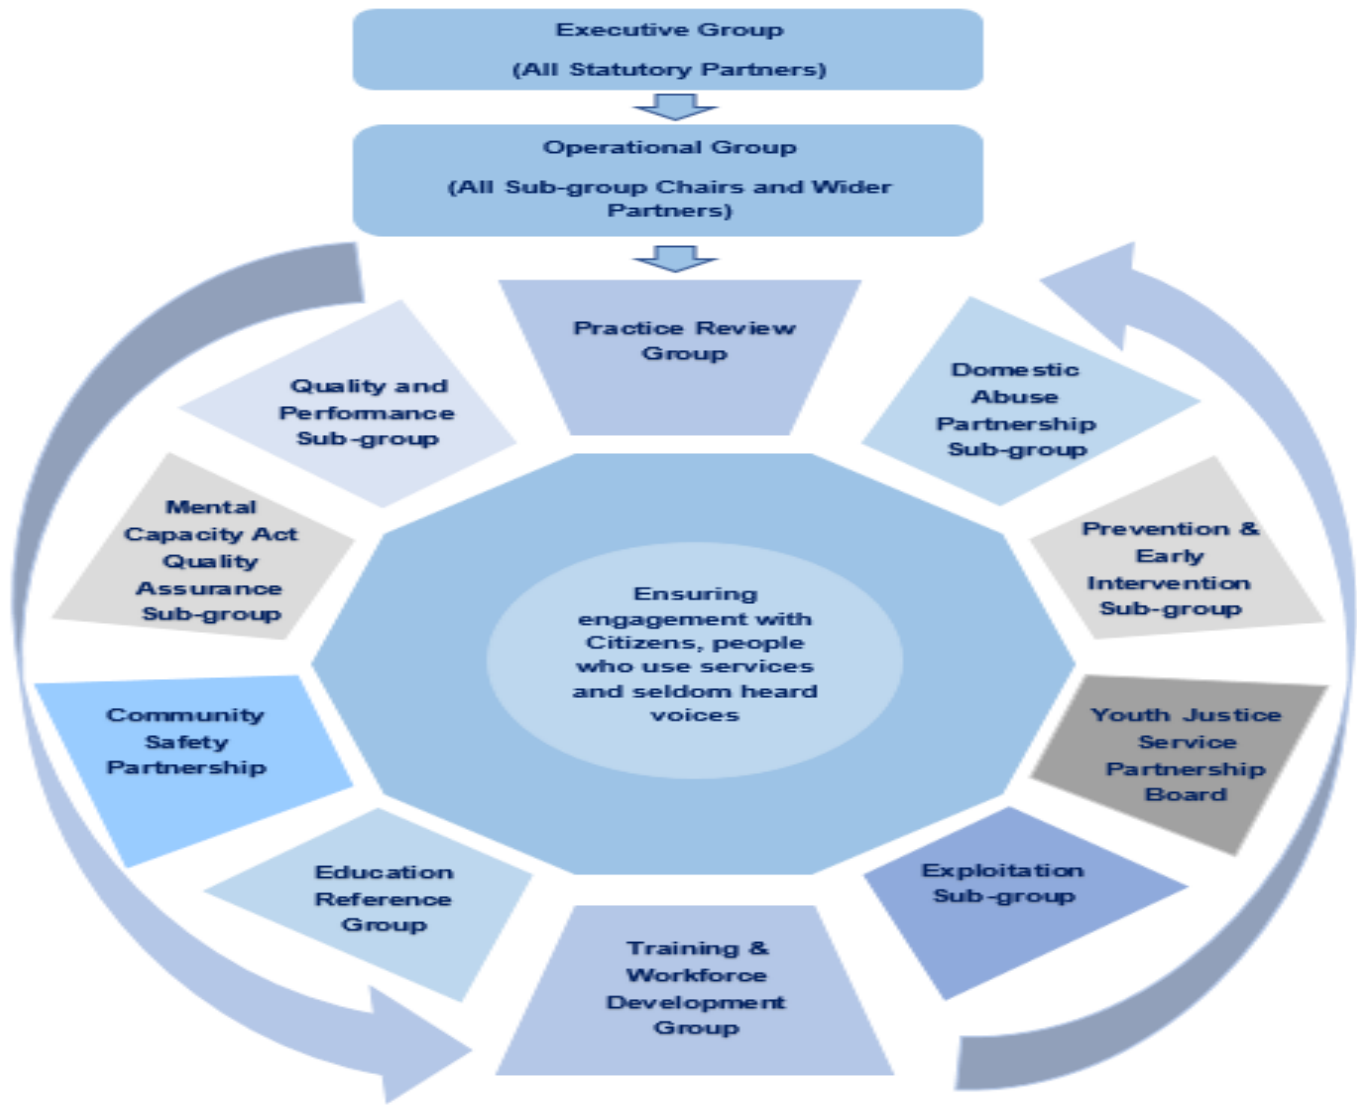 Executive Group
(All Statutory Partners)
Operational Group
(All Sub-group Chairs and Wider
Partners)
Practice Review
Group
Quality and
Performance
Sub-group
Domestic
Abuse
Partnership
Sub-group
Mental
Capacity Act
Quality
Assurance
Sub-group
Prevention &
Early
Intervention
Sub-group
Ensuring
engagement with
Citizens, people
who use services
and seldom heard
voices
Community
Safety
Partnership
Youth Justice
Service
Partnership
Board
Education
Reference
Group
Exploitation
Sub-group
Training &
Workforce
Development
Group